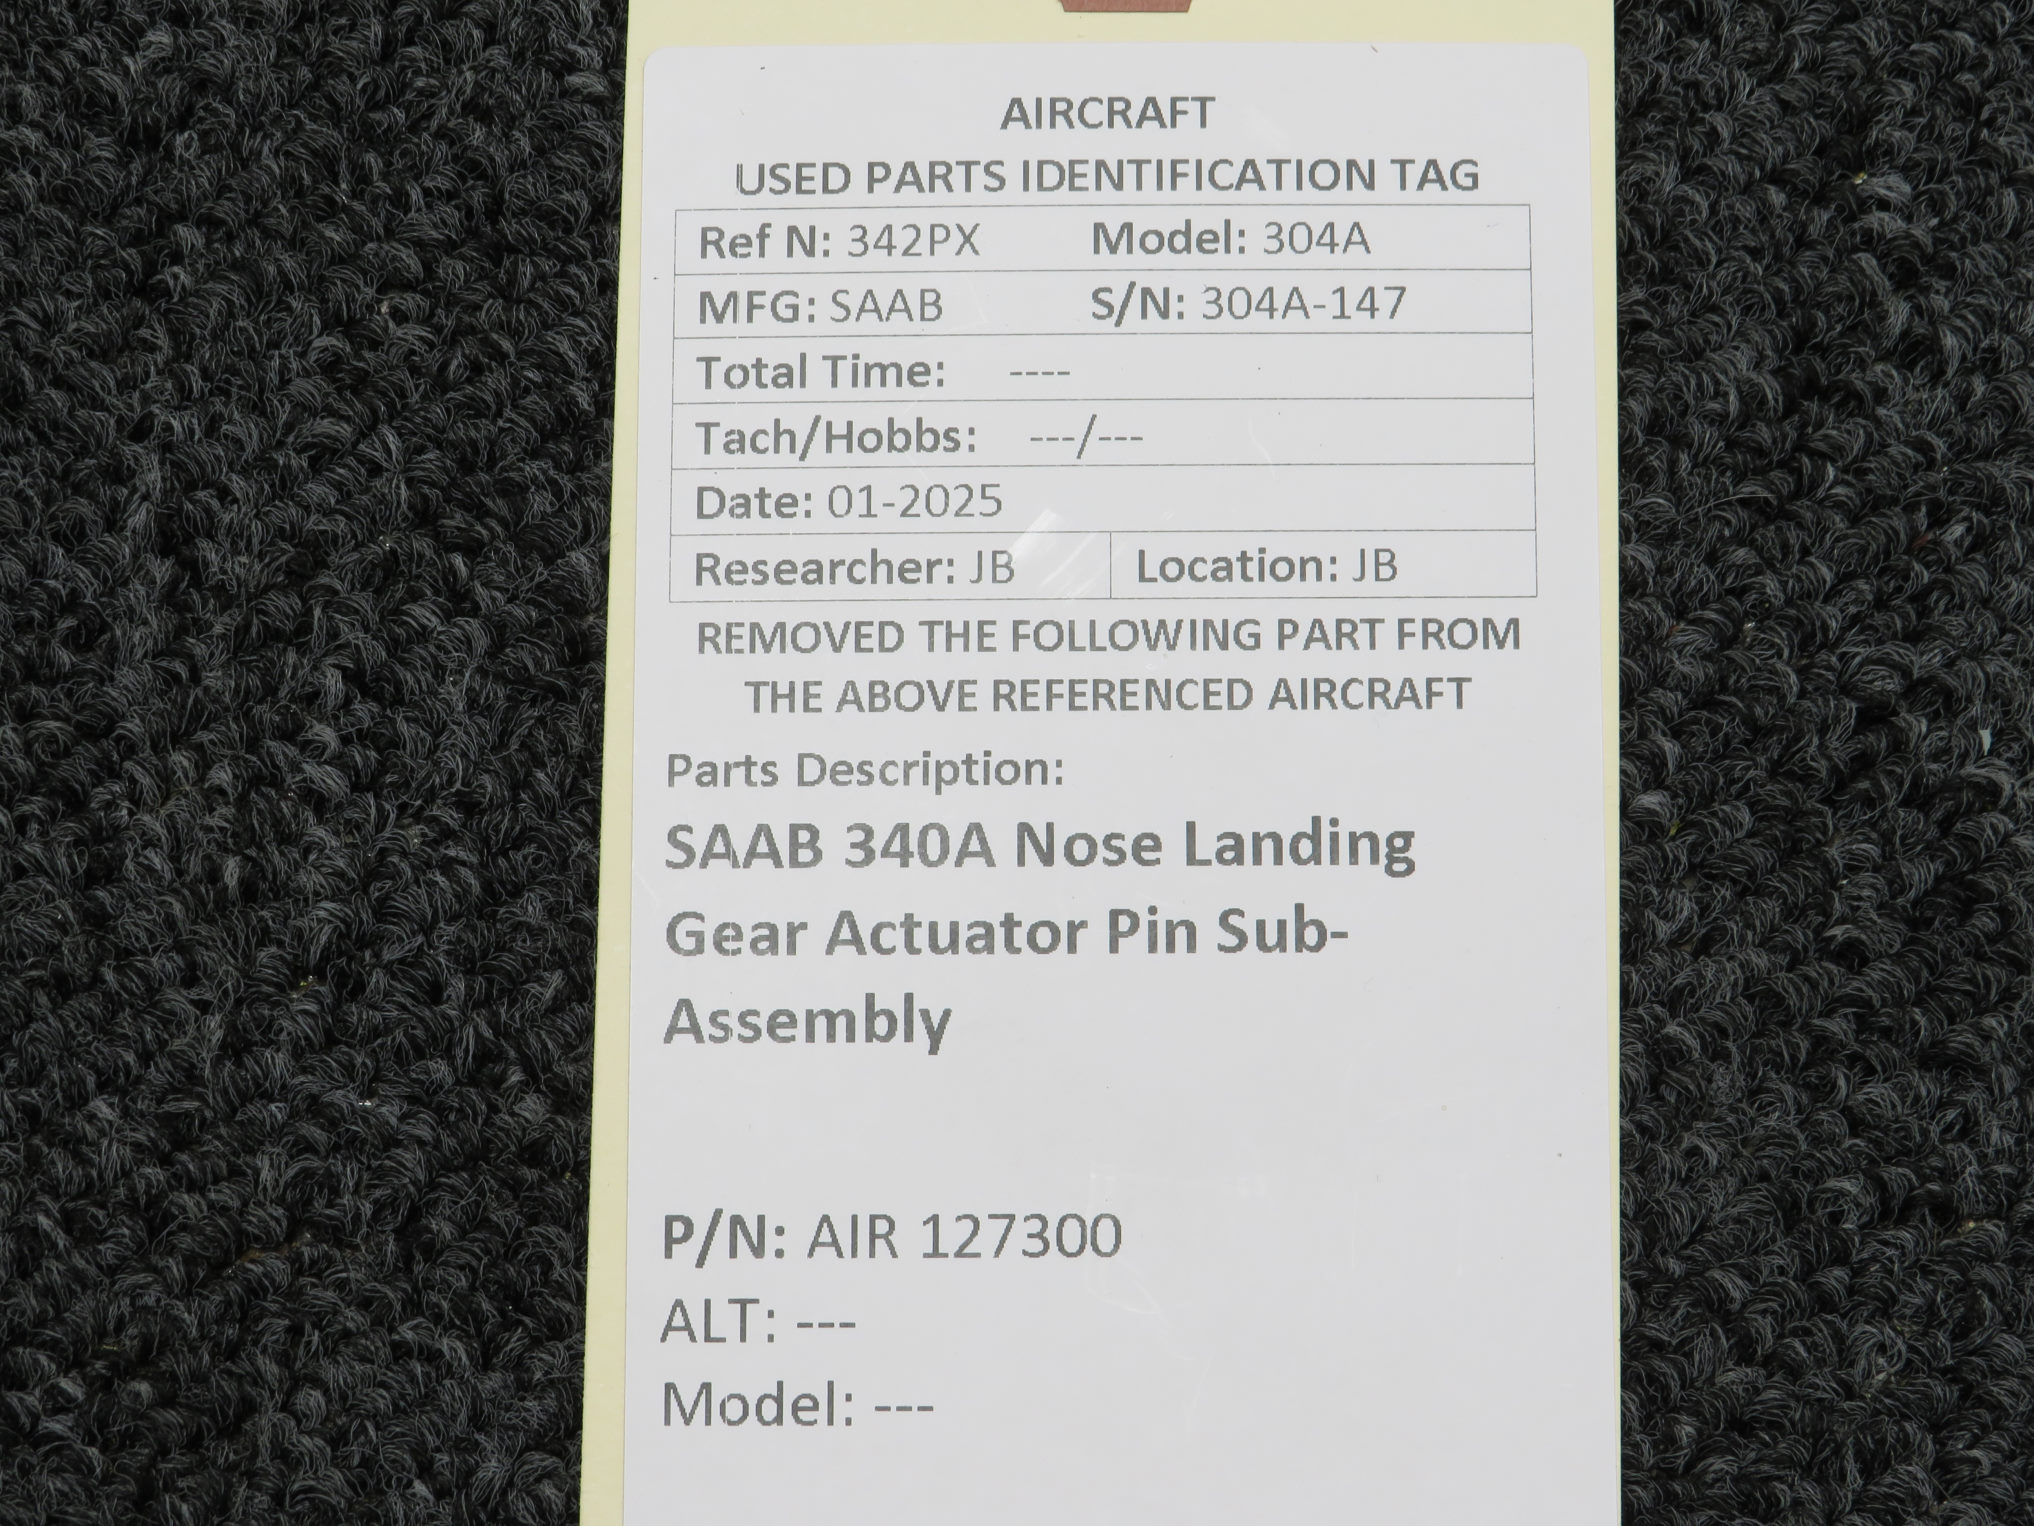 AIRCRAFT
USED PARTS IDENTIFICATION TAG
Ref N: 342PX Model: 304A
MFG: SAAB S/N: 304A-147
Total Time: ----
Tach/Hobbs: ---/---
Date: 01-2025
Researcher: JB Location: JB
REMOVED THE FOLLOWING PART FROM
THE ABOVE REFERENCED AIRCRAFT
Parts Description:
SAAB 340A Nose Landing
Gear Actuator Pin Sub-
Assembly
P/N: AIR 127300
ALT: ---
Model: ---